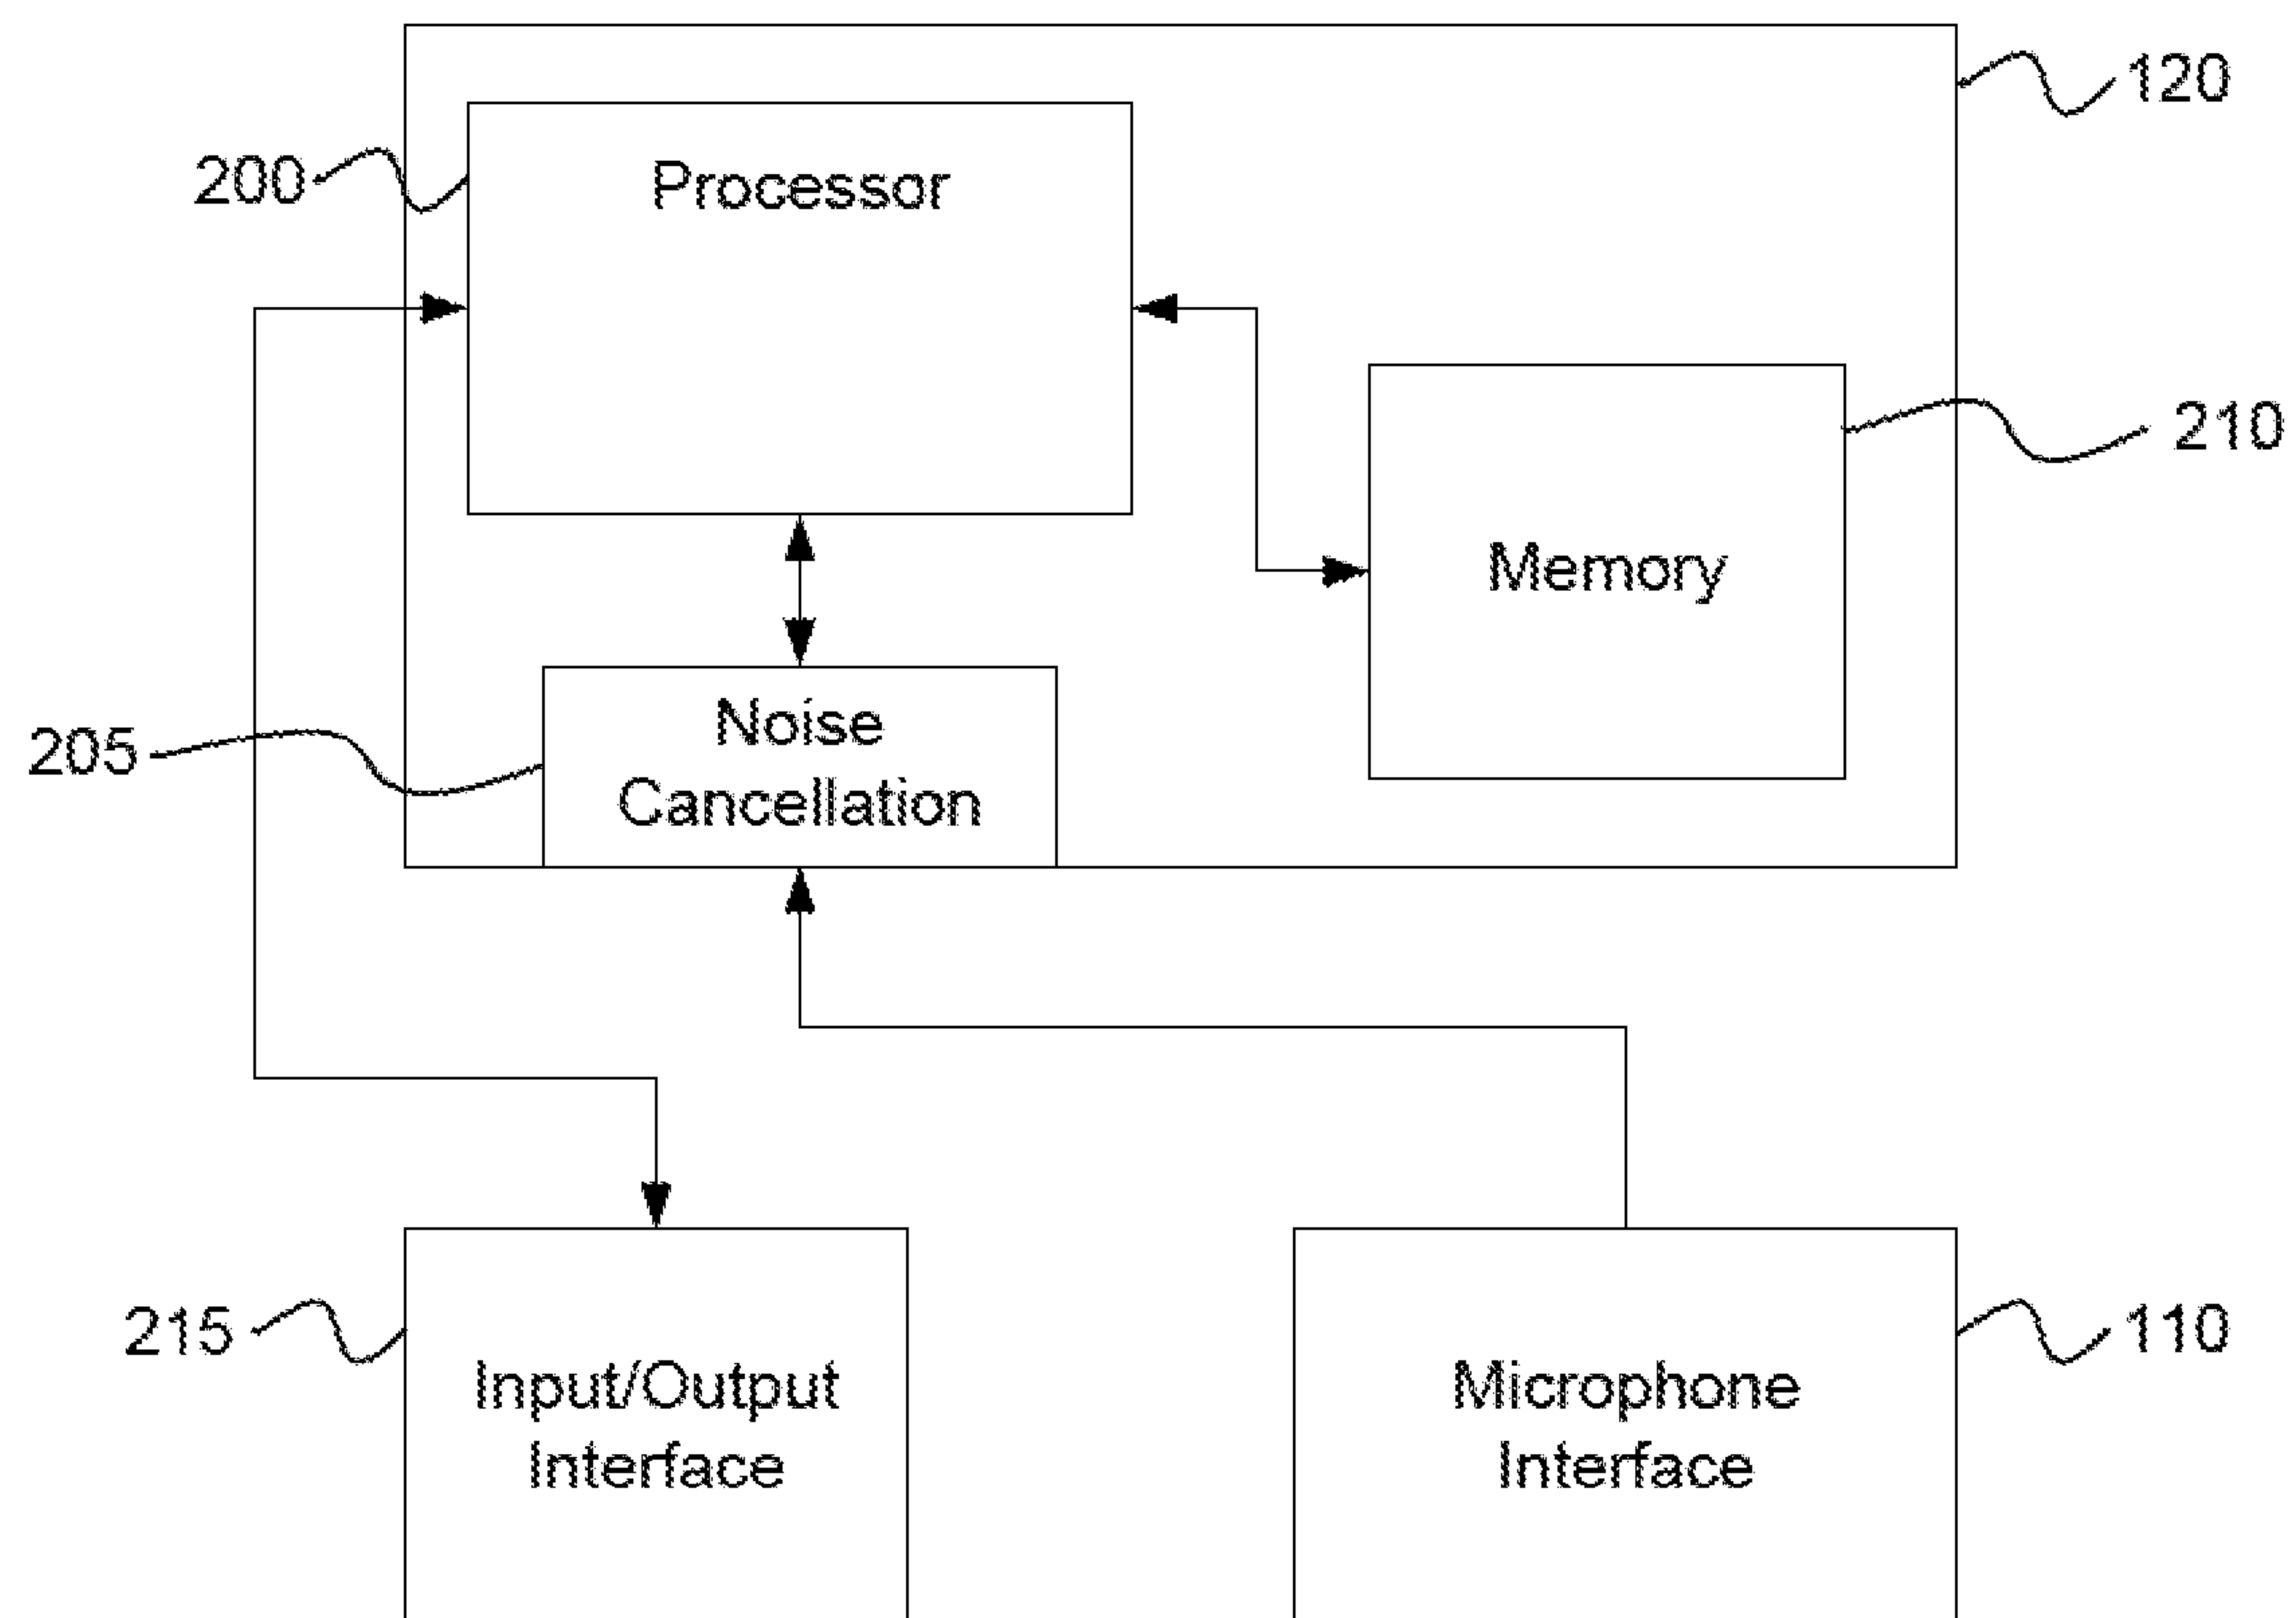 120
200
Processor
210
Memory
205
Noise
Cancellation
215
Input/Output
Interface
110
Microphone
Interface